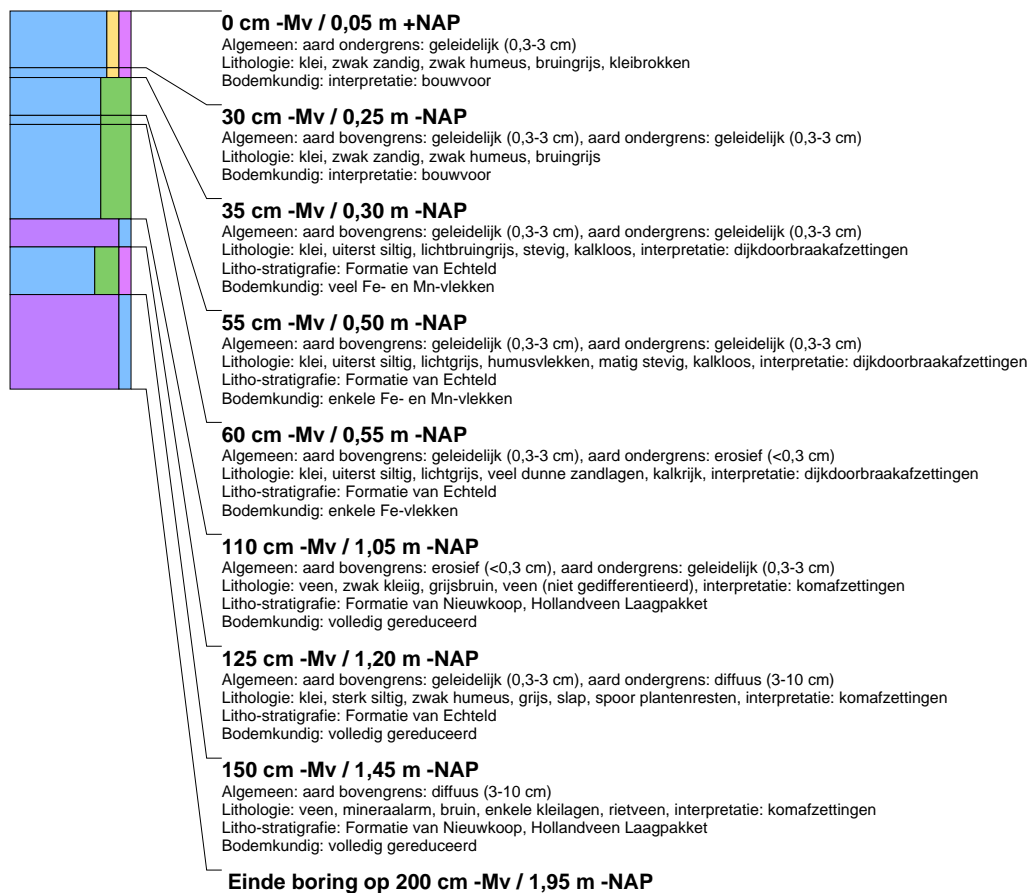 0 cm -Mv / 0,05 m +NAP
Algemeen: aard ondergrens: geleidelijk (0,3-3 cm)
Lithologie: klei, zwak zandig, zwak humeus, bruingrijs, kleibrokken
Bodemkundig: interpretatie: bouwvoor
30 cm -Mv / 0,25 m -NAP
Algemeen: aard bovengrens: geleidelijk (0,3-3 cm), aard ondergrens: geleidelijk (0,3-3 cm)
Lithologie: klei, zwak zandig, zwak humeus, bruingrijs
Bodemkundig: interpretatie: bouwvoor
35 cm -Mv / 0,30 m -NAP
Algemeen: aard bovengrens: geleidelijk (0,3-3 cm), aard ondergrens: geleidelijk (0,3-3 cm)
Lithologie: klei, uiterst siltig, lichtbruingrijs, stevig, kalkloos, interpretatie: dijkdoorbraakafzettingen
Litho-stratigrafie: Formatie van Echteld
Bodemkundig: veel Fe- en Mn-vlekken
55 cm -Mv / 0,50 m -NAP
Algemeen: aard bovengrens: geleidelijk (0,3-3 cm), aard ondergrens: geleidelijk (0,3-3 cm)
Lithologie: klei, uiterst siltig, lichtgrijs, humusvlekken, matig stevig, kalkloos, interpretatie: dijkdoorbraakafzettingen
Litho-stratigrafie: Formatie van Echteld
Bodemkundig: enkele Fe- en Mn-vlekken
60 cm -Mv / 0,55 m -NAP
Algemeen: aard bovengrens: geleidelijk (0,3-3 cm), aard ondergrens: erosief (<0,3 cm)
Lithologie: klei, uiterst siltig, lichtgrijs, veel dunne zandlagen, kalkrijk, interpretatie: dijkdoorbraakafzettingen
Litho-stratigrafie: Formatie van Echteld
Bodemkundig: enkele Fe-vlekken
110 cm -Mv / 1,05 m -NAP
Algemeen: aard bovengrens: erosief (<0,3 cm), aard ondergrens: geleidelijk (0,3-3 cm)
Lithologie: veen, zwak kleiig, grijsbruin, veen (niet gedifferentieerd), interpretatie: komafzettingen
Litho-stratigrafie: Formatie van Nieuwkoop, Hollandveen Laagpakket
Bodemkundig: volledig gereduceerd
125 cm -Mv / 1,20 m -NAP
Algemeen: aard bovengrens: geleidelijk (0,3-3 cm), aard ondergrens: diffuus (3-10 cm)
Lithologie: klei, sterk siltig, zwak humeus, grijs, slap, spoor plantenresten, interpretatie: komafzettingen
Litho-stratigrafie: Formatie van Echteld
Bodemkundig: volledig gereduceerd
150 cm -Mv / 1,45 m -NAP
Algemeen: aard bovengrens: diffuus (3-10 cm)
Lithologie: veen, mineraalarm, bruin, enkele kleilagen, rietveen, interpretatie: komafzettingen
Litho-stratigrafie: Formatie van Nieuwkoop, Hollandveen Laagpakket
Bodemkundig: volledig gereduceerd
Einde boring op 200 cm -Mv / 1,95 m -NAP